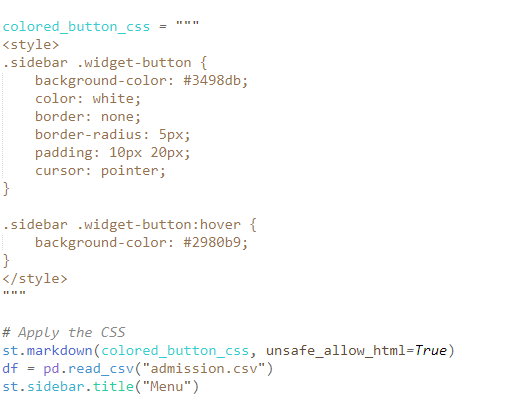 colored_button_css = """
<style>
.sidebar .widget-button {
    background-color: #3498db;
    color: white;
    border: none;
    border-radius: 5px;
    padding: 10px 20px;
    cursor: pointer;
}

.sidebar .widget-button:hover {
    background-color: #2980b9;
}
</style>
"""

# Apply the CSS
st.markdown(colored_button_css, unsafe_allow_html=True)
df = pd.read_csv("admission.csv")
st.sidebar.title("Menu")